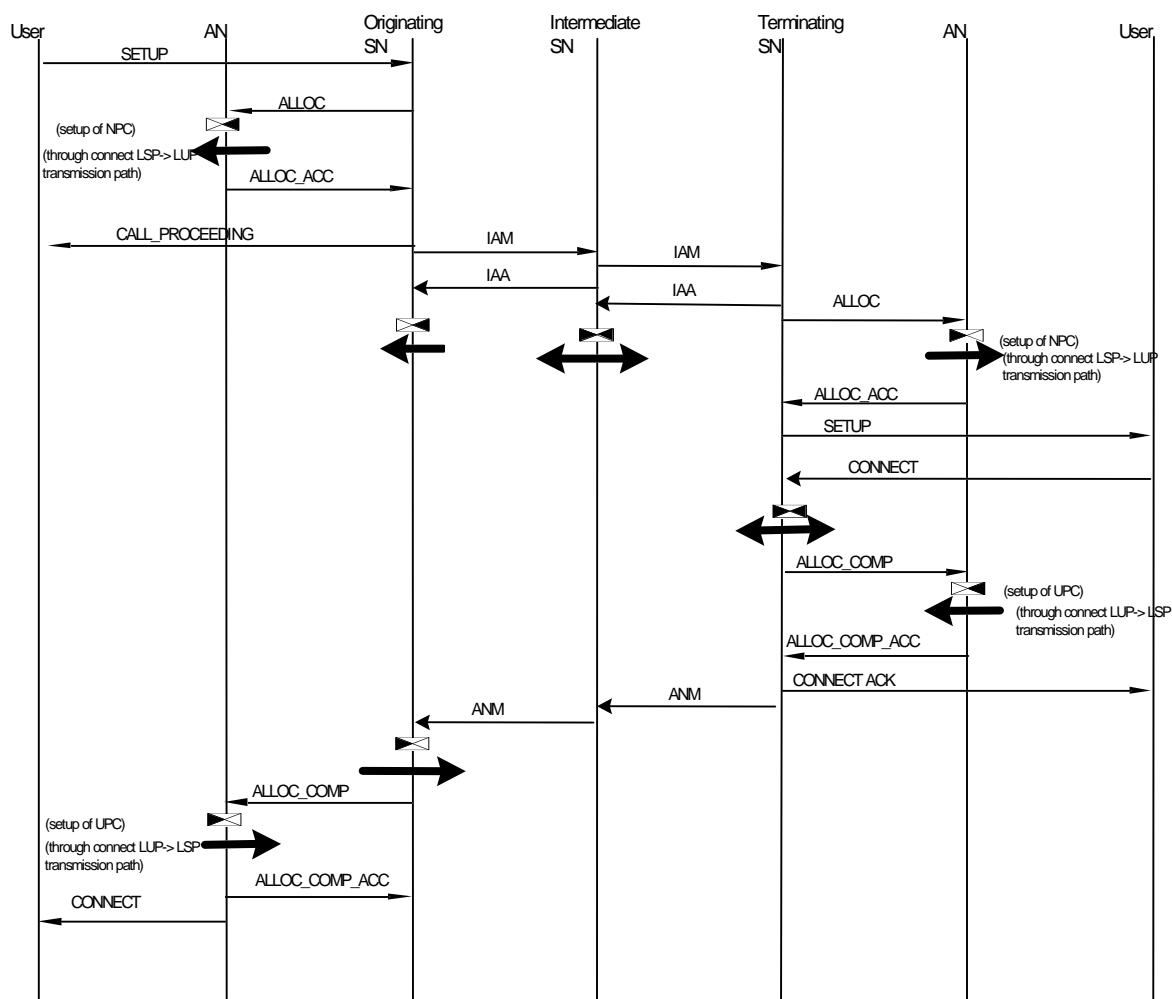 User
AN
Originating
SN
Intermediate
SN
Terminating
SN
AN
User
SETUP
ALLOC
(setup of NPC)
(through connect LSP-> LUP
transmission path)
ALLOC_ACC
CALL_PROCEEDING
IAM
IAM
IAA
IAA
ALLOC
(setup of NPC)
(through connect LSP-> LUP
transmission path)
ALLOC_ACC
SETUP
CONNECT
ALLOC_COMP
(setup of UPC)
(through connect LUP-> LSP
transmission path)
ALLOC_COMP_ACC
CONNECT ACK
ANM
ANM
ALLOC_COMP
(setup of UPC)
(through connect LUP-> LSP
transmission path)
ALLOC_COMP_ACC
CONNECT